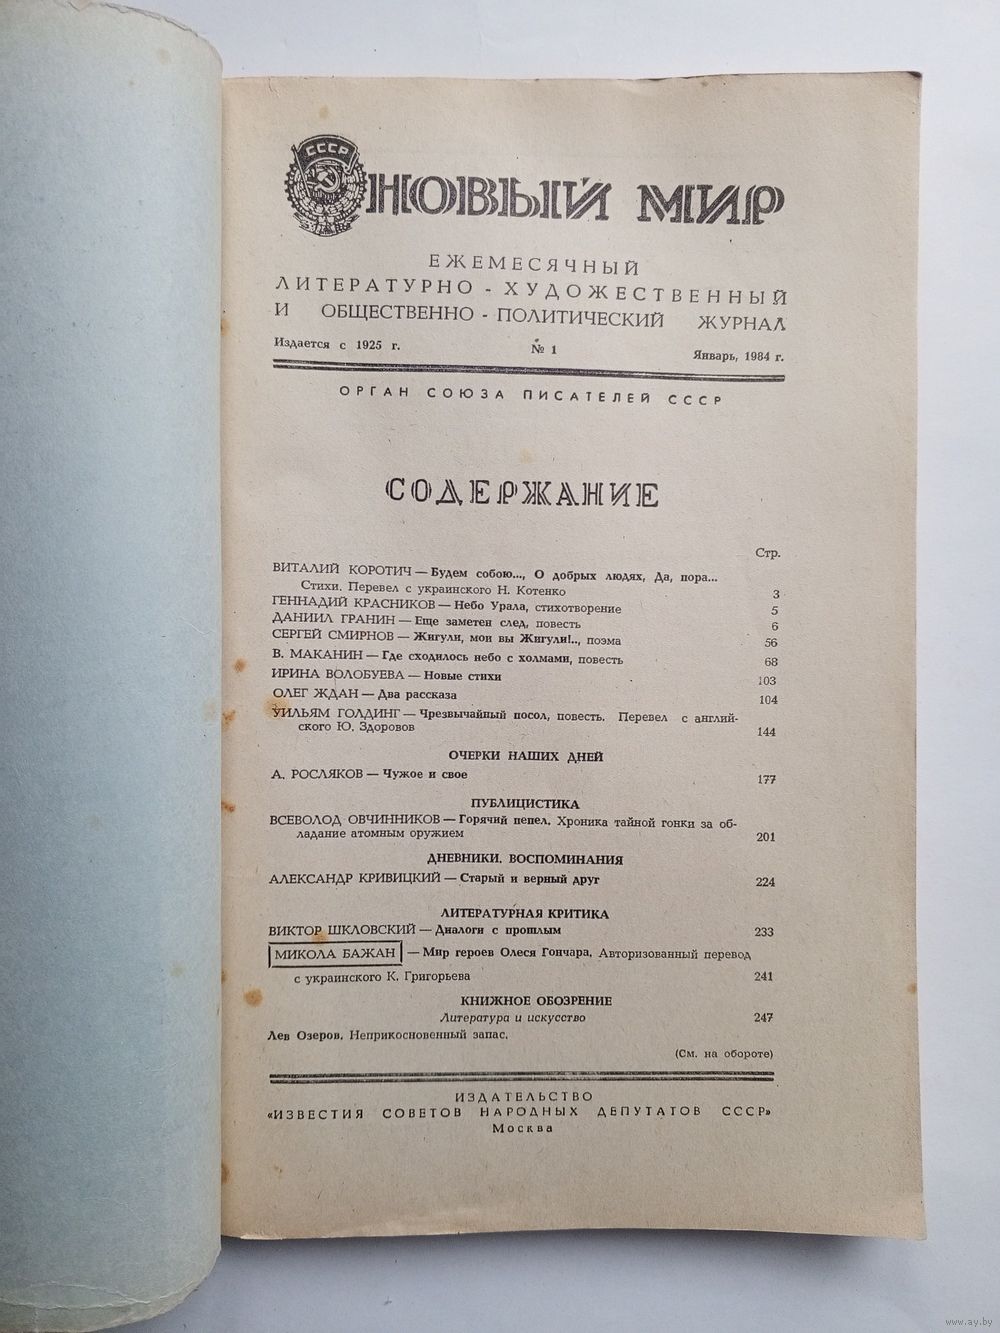 СССР
НОВЫЙ МИР
ЕЖЕМЕСЯЧНЫЙ
ЛИТЕРАТУРНО - ХУДОЖЕСТВЕННЫЙ
И ОБЩЕСТВЕННО - ПОЛИТИЧЕСКИЙ ЖУРНАЛ
Издается с 1925 г. № 1 Январь, 1984 г.
ОРГАН СОЮЗА ПИСАТЕЛЕЙ СССР
СОДЕРЖАНИЕ
Стр.
ВИТАЛИЙ КОРОТИЧ — Будем собою..., О добрых людях, Да, пора...
Стихи. Перевел с украинского Н. Котенко 3
ГЕННАДИЙ КРАСНИКОВ — Небо Урала, стихотворение 5
ДАНИИЛ ГРАНИН — Еще заметен след, повесть 6
СЕРГЕЙ СМИРНОВ — Жигули, мои вы Жигули!.., поэма 56
В. МАКАНИН — Где сходилось небо с холмами, повесть 68
ИРИНА ВОЛОБУЕВА — Новые стихи 103
ОЛЕГ ЖДАН — Два рассказа 104
УИЛЬЯМ ГОЛДИНГ — Чрезвычайный посол, повесть. Перевел с англий-
ского Ю. Здоровов 144
ОЧЕРКИ НАШИХ ДНЕЙ
А. РОСЛЯКОВ — Чужое и свое 177
ПУБЛИЦИСТИКА
ВСЕВОЛОД ОВЧИННИКОВ — Горячий пепел. Хроника тайной гонки за об-
ладание атомным оружием 201
ДНЕВНИКИ. ВОСПОМИНАНИЯ
АЛЕКСАНДР КРИВИЦКИЙ — Старый и верный друг 224
ЛИТЕРАТУРНАЯ КРИТИКА
ВИКТОР ШКЛОВСКИЙ — Диалоги с прошлым 233
МИКОЛА БАЖАН — Мир героев Олеся Гончара. Авторизованный перевод
с украинского К. Григорьева 241
КНИЖНОЕ ОБОЗРЕНИЕ
Литература и искусство 247
Лев Озеров. Неприкосновенный запас.
(См. на обороте)
ИЗДАТЕЛЬСТВО
«ИЗВЕСТИЯ СОВЕТОВ НАРОДНЫХ ДЕПУТАТОВ СССР»
Москва
www.ay.by